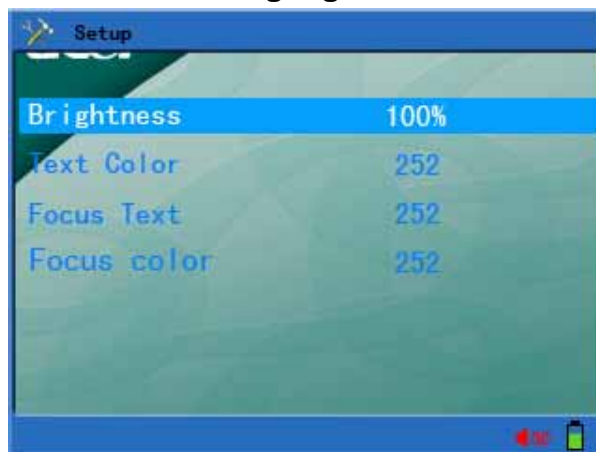 Setup
Brightness 100%
Text Color 252
Focus Text 252
Focus color 252